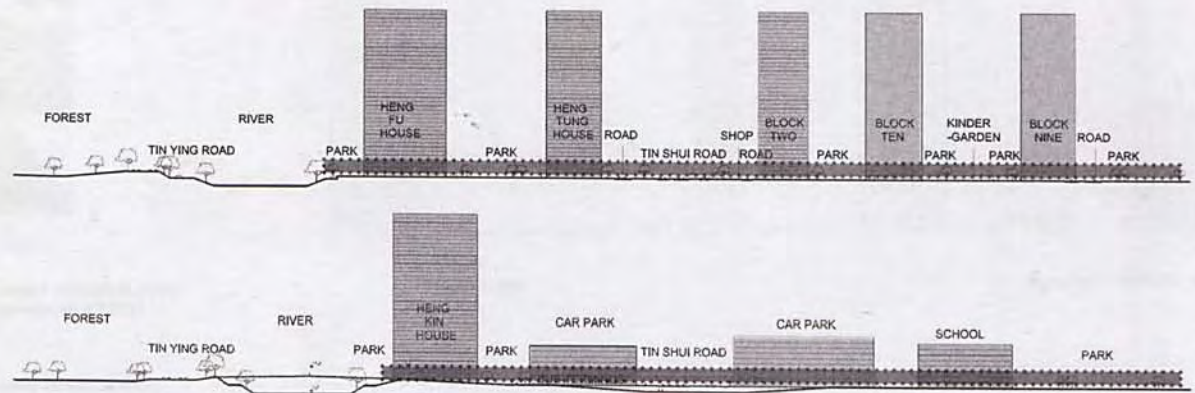 HENG
FU
HOUSE
HENG
TUNG
HOUSE
BLOCK
TWO
BLOCK
TEN
KINDER
-GARDEN
BLOCK
NINE
FOREST
RIVER
TIN YING ROAD
PARK
PARK
ROAD
TIN SHUI ROAD
SHOP
ROAD
PARK
PARK
PARK
ROAD
PARK
HENG
KIN
HOUSE
FOREST
RIVER
CAR PARK
CAR PARK
SCHOOL
TIN YING ROAD
PARK
PARK
TIN SHUI ROAD
PARK